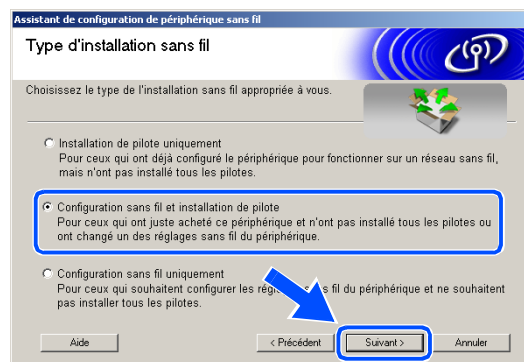 Assistant de configuration de périphérique sans fil
Type d'installation sans fil
Choisissez le type de l'installation sans fil appropriée à vous.
Installation de pilote uniquement
Pour ceux qui ont déjà configuré le périphérique pour fonctionner sur un réseau sans fil,
mais n'ont pas installé tous les pilotes.
Configuration sans fil et installation de pilote
Pour ceux qui ont juste acheté ce périphérique et n'ont pas installé tous les pilotes ou
ont changé un des réglages sans fil du périphérique.
Configuration sans fil uniquement
Pour ceux qui souhaitent configurer les fil du périphérique et ne souhaitent
pas installer tous les pilotes.
Aide
< Précédent
Suivant >
Annuler